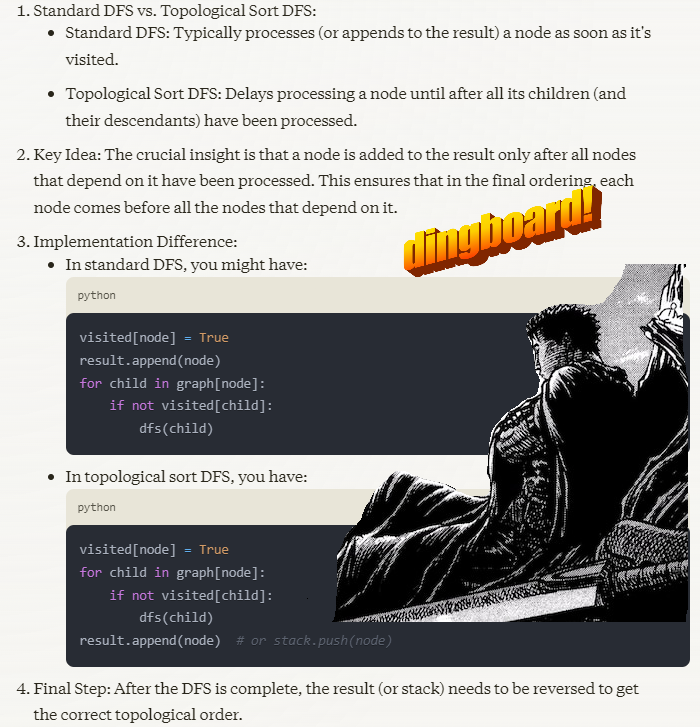 1. Standard DFS vs. Topological Sort DFS:
• Standard DFS: Typically processes (or appends to the result) a node as soon as it's
visited.
• Topological Sort DFS: Delays processing a node until after all its children (and
their descendants) have been processed.
2. Key Idea: The crucial insight is that a node is added to the result only after all nodes
that depend on it have been processed. This ensures that in the final ordering, each
node comes before all the nodes that depend on it.
dingboard!
3. Implementation Difference:
• In standard DFS, you might have:
python
visited[node] = True
result.append(node)
for child in graph[node]:
    if not visited[child]:
        dfs(child)
• In topological sort DFS, you have:
python
visited[node] = True
for child in graph[node]:
    if not visited[child]:
        dfs(child)
result.append(node)  # or stack.push(node)
4. Final Step: After the DFS is complete, the result (or stack) needs to be reversed to get
the correct topological order.